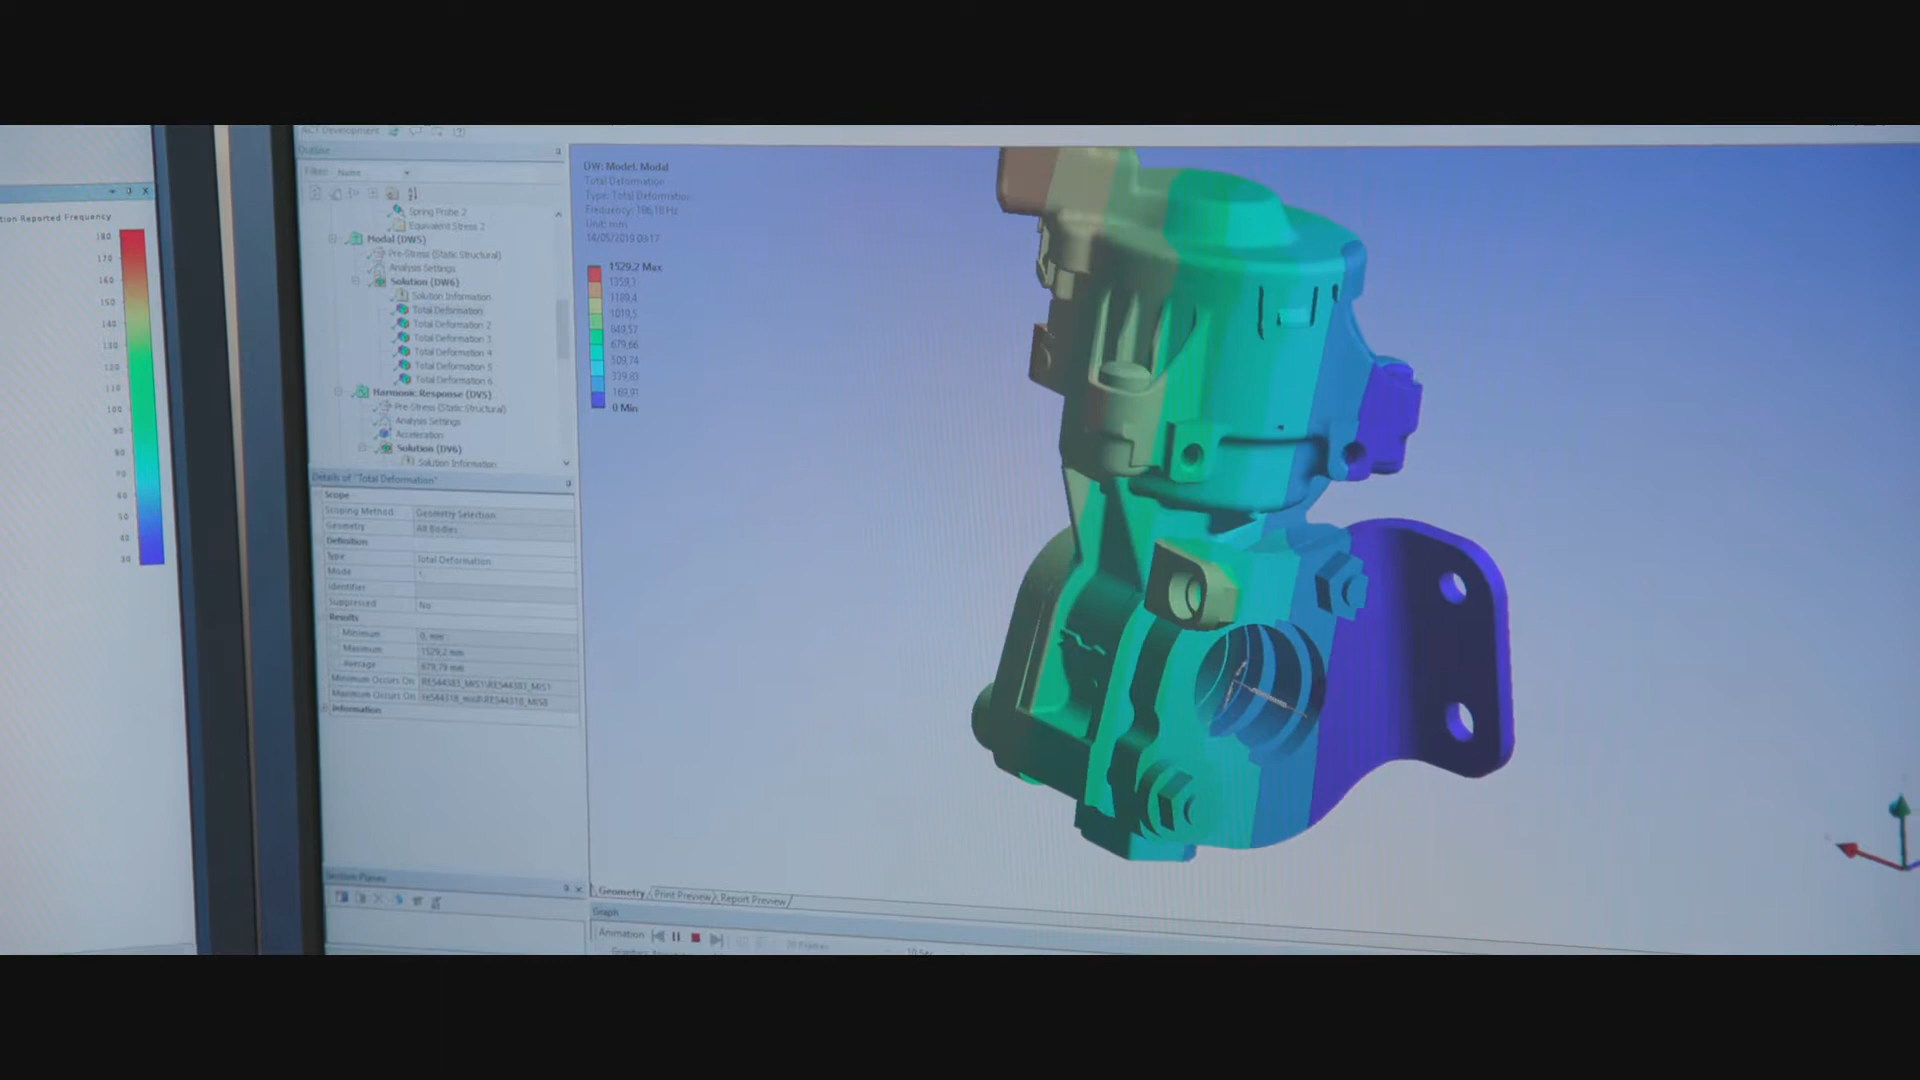 tion Reported Frequency
180
170
160
150
140
130
120
110
100
90
80
70
60
50
40
30
ACT Development
Outline
Filter: Name
Spring Probe 2
Equivalent Stress 2
Modal (DW5)
Pre-Stress (Static Structural)
Analysis Settings
Solution (DW6)
Solution Information
Total Deformation
Total Deformation 2
Total Deformation 3
Total Deformation 4
Total Deformation 5
Total Deformation 6
Harmonic Response (DV5)
Pre-Stress (Static Structural)
Analysis Settings
Acceleration
Solution (DV6)
Solution Information
Details of "Total Deformation"
Scope
Scoping Method Geometry Selection
Geometry All Bodies
Definition
Type Total Deformation
Mode 1,
Identifier
Suppressed No
Results
Minimum 0, mm
Maximum 1529,2 mm
Average 679,79 mm
Minimum Occurs On RE544383_MIS1\RE544383_MIS1
Maximum Occurs On
Information
Section Planes
DW: Model. Modal
Total Deformation
Type: Total Deformation
Frequency: 186,18 Hz
Unit: mm
14/05/2019 03:17
1529,2 Max
1359,3
1189,4
1019,5
849,57
679,66
509,74
339,83
169,91
0 Min
Geometry Print Preview Report Preview
Graph
Animation 20 Frames